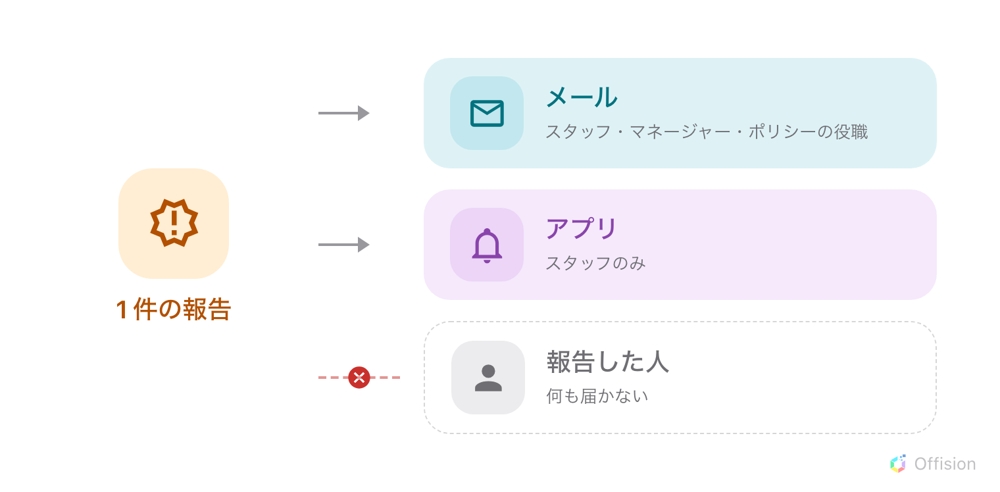 メール
スタッフ・マネージャー・ポリシーの役職
アプリ
スタッフのみ
1 件の報告
報告した人
何も届かない
Offision